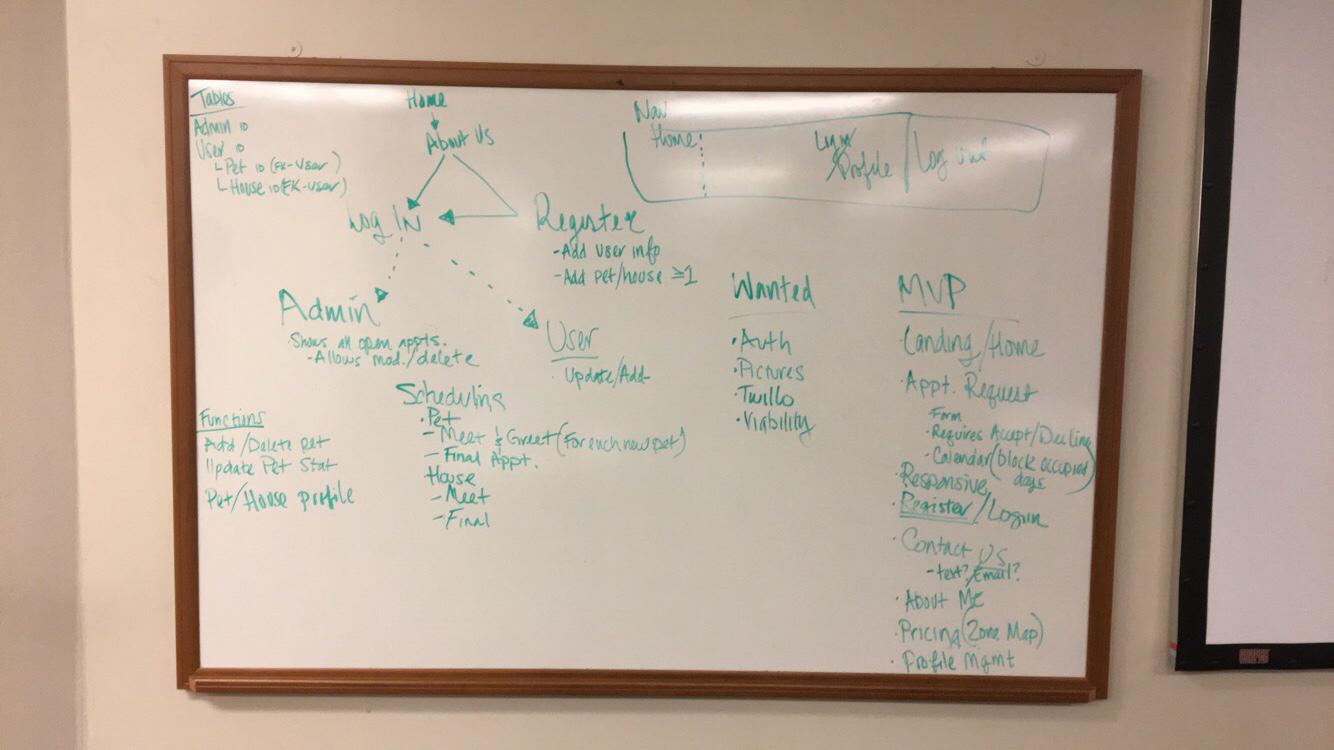 Tables
Admin ID
User ID
Pet ID (FK-User)
House ID (FK-User)
Home
About Us
Log IN
Register
-Add user info
-Add pet/house ≥1
Admin
Shows all open appts.
-Allows mod./delete
User
· Update/Add
Scheduling
·Pet
-Meet & Greet (for each new pet)
-Final Appt.
House
-Meet
-Final
Functions
Add/Delete pet
Update Pet Stat
Pet/House profile
Nav
Home
Login/
Profile
Log out
Wanted
·Auth
·Pictures
·Twillo
·Viability
MVP
·Landing/Home
·Appt. Request
-Form
-Requires Accept/Decline
-Calendar (block occupied
days)
·Responsive
·Register/Login
·Contact US
-text?/Email?
·About Me
·Pricing (Zone Map)
·Profile Mgmt